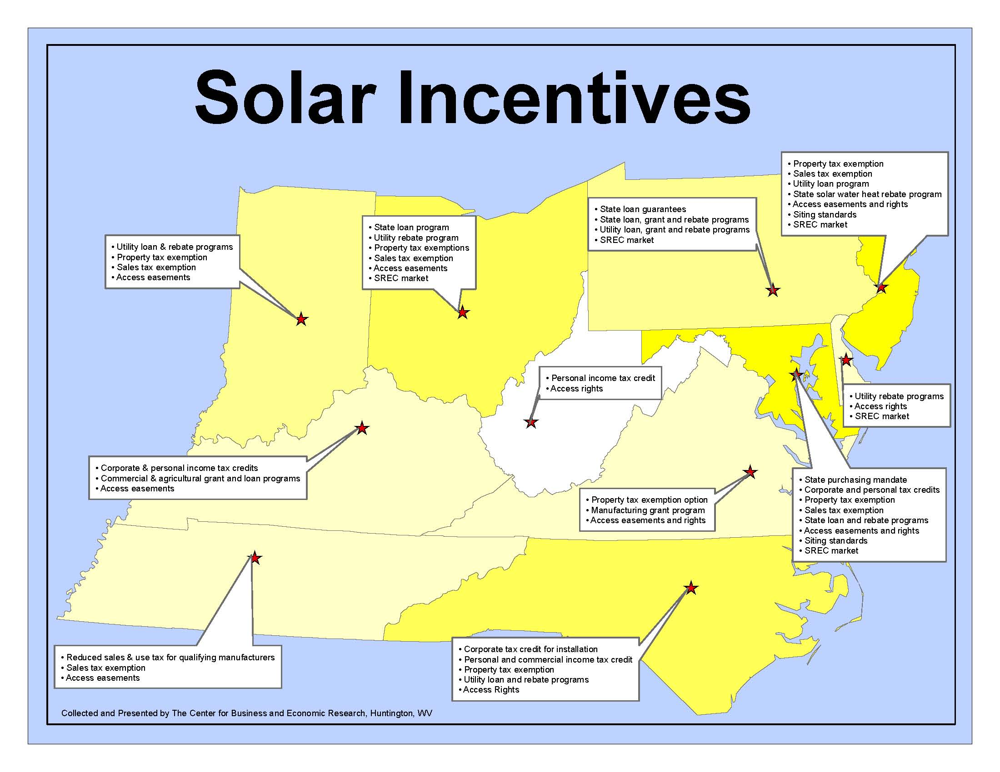 Solar Incentives
• Property tax exemption
• Sales tax exemption
• Utility loan program
• State solar water heat rebate program
• Access easements and rights
• Siting standards
• SREC market
• State loan guarantees
• State loan, grant and rebate programs
• Utility loan, grant and rebate programs
• SREC market
• State loan program
• Utility rebate program
• Property tax exemptions
• Sales tax exemption
• Access easements
• SREC market
• Utility loan & rebate programs
• Property tax exemption
• Sales tax exemption
• Access easements
• Personal income tax credit
• Access rights
• Utility rebate programs
• Access rights
• SREC market
• Corporate & personal income tax credits
• Commercial & agricultural grant and loan programs
• Access easements
• Property tax exemption option
• Manufacturing grant program
• Access easements and rights
• State purchasing mandate
• Corporate and personal tax credits
• Property tax exemption
• Sales tax exemption
• State loan and rebate programs
• Access easements and rights
• Siting standards
• SREC market
• Reduced sales & use tax for qualifying manufacturers
• Sales tax exemption
• Access easements
• Corporate tax credit for installation
• Personal and commercial income tax credit
• Property tax exemption
• Utility loan and rebate programs
• Access Rights
Collected and Presented by The Center for Business and Economic Research, Huntington, WV